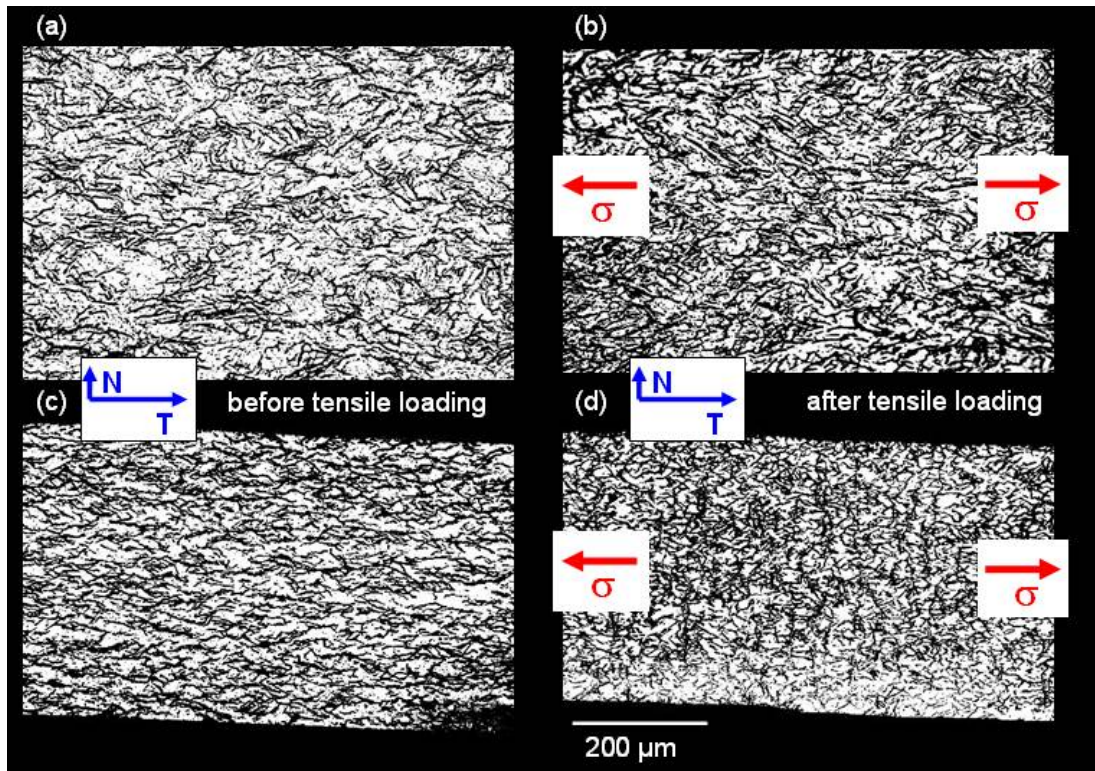 (a)
(b)
σ
σ
N
T
(c)
before tensile loading
N
T
(d)
after tensile loading
σ
σ
200 µm